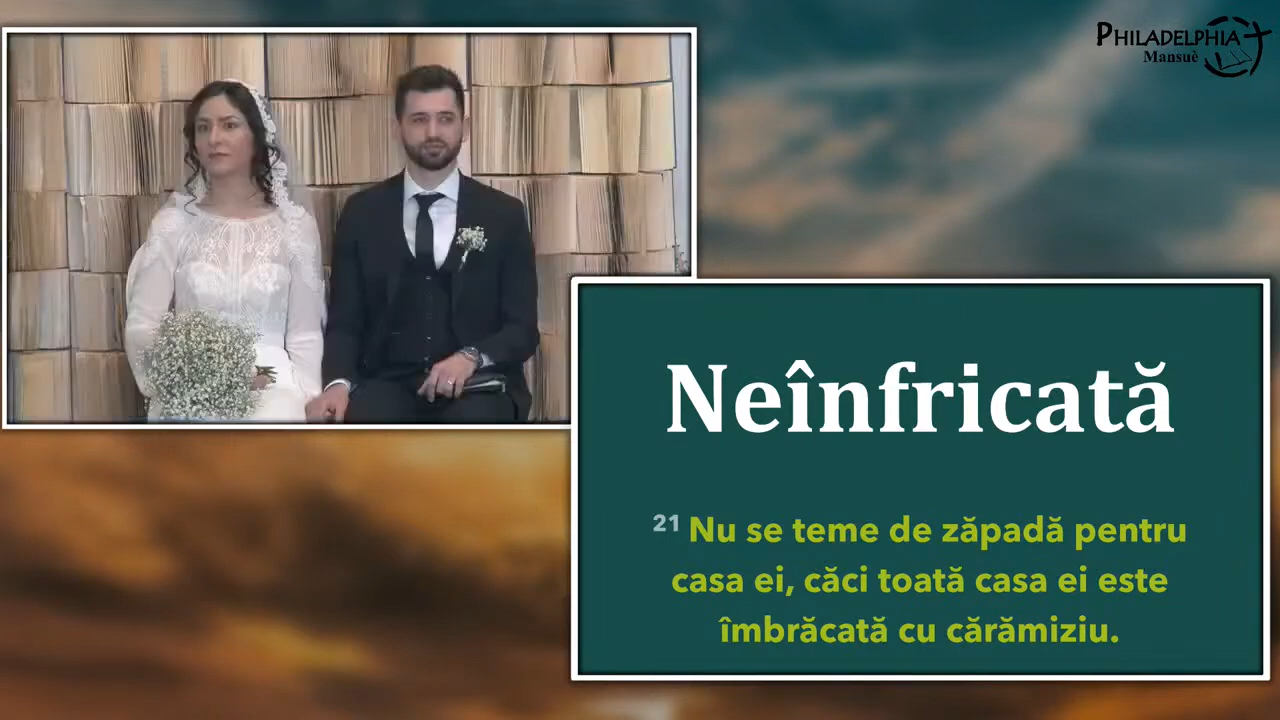 PHILADELPHIA
Mansuè
Neînfricată
21 Nu se teme de zăpadă pentru
casa ei, căci toată casa ei este
îmbrăcată cu cărămiziu.